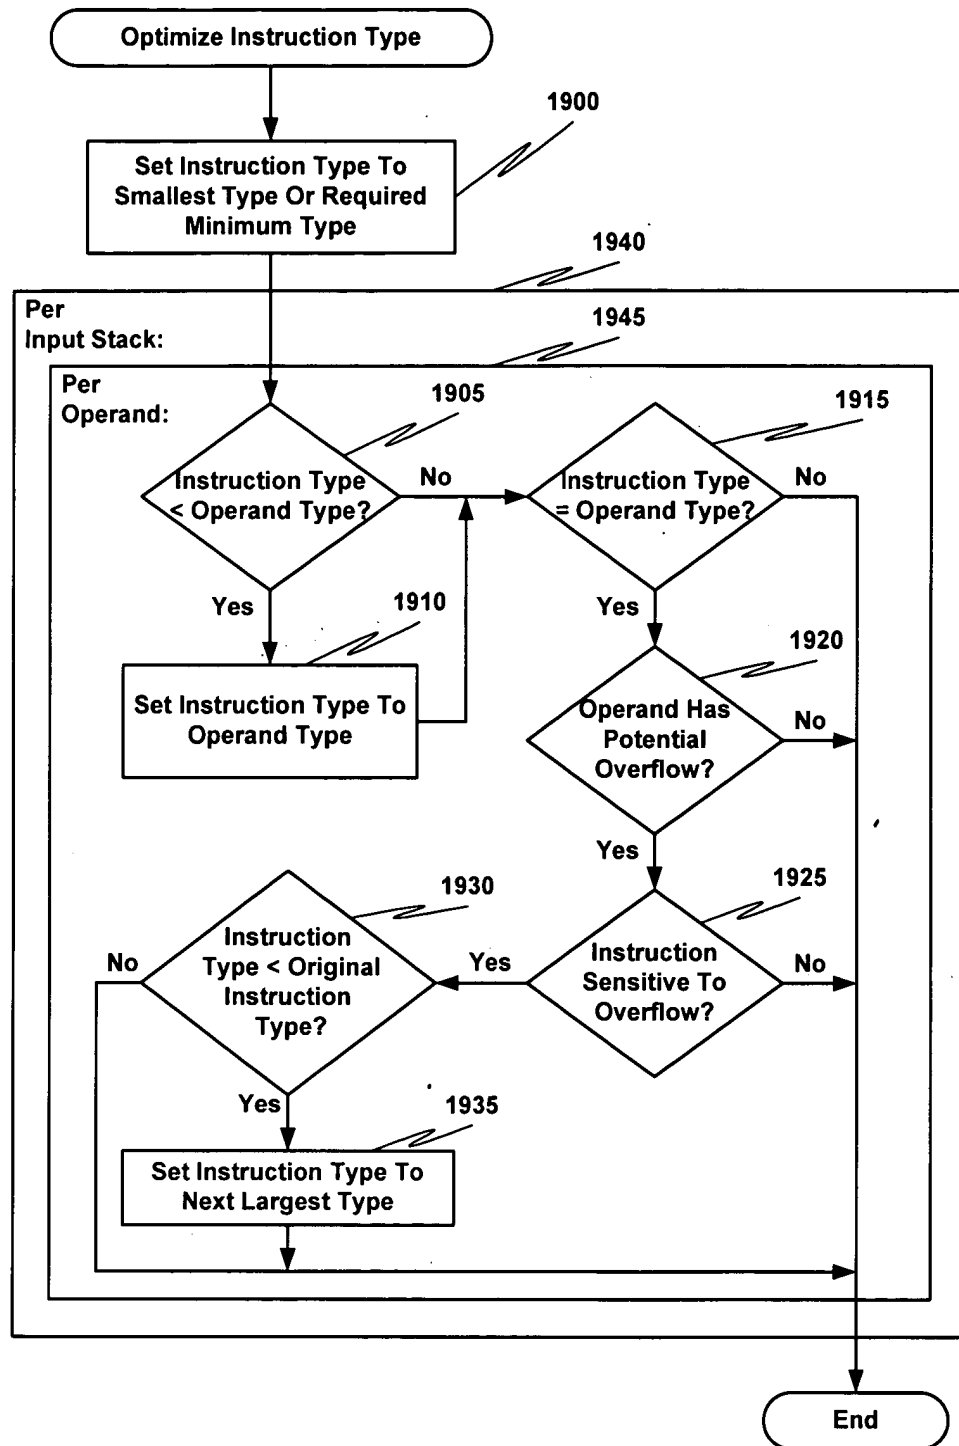 Optimize Instruction Type
1900
Set Instruction Type To
Smallest Type Or Required
Minimum Type
1940
Per
Input Stack:
1945
Per
Operand:
1905
Instruction Type
< Operand Type?
No
1915
Instruction Type
= Operand Type?
No
Yes
1910
Set Instruction Type To
Operand Type
Yes
1920
Operand Has
Potential
Overflow?
No
Yes
1925
Instruction
Sensitive To
Overflow?
No
Yes
1930
Instruction
Type < Original
Instruction
Type?
No
Yes
1935
Set Instruction Type To
Next Largest Type
End